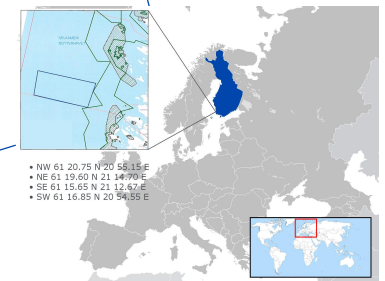 • NW 61 20.75 N 20 55.15 E
• NE 61 19.60 N 21 14.70 E
• SE 61 15.65 N 21 12.67 E
• SW 61 16.85 N 20 54.55 E